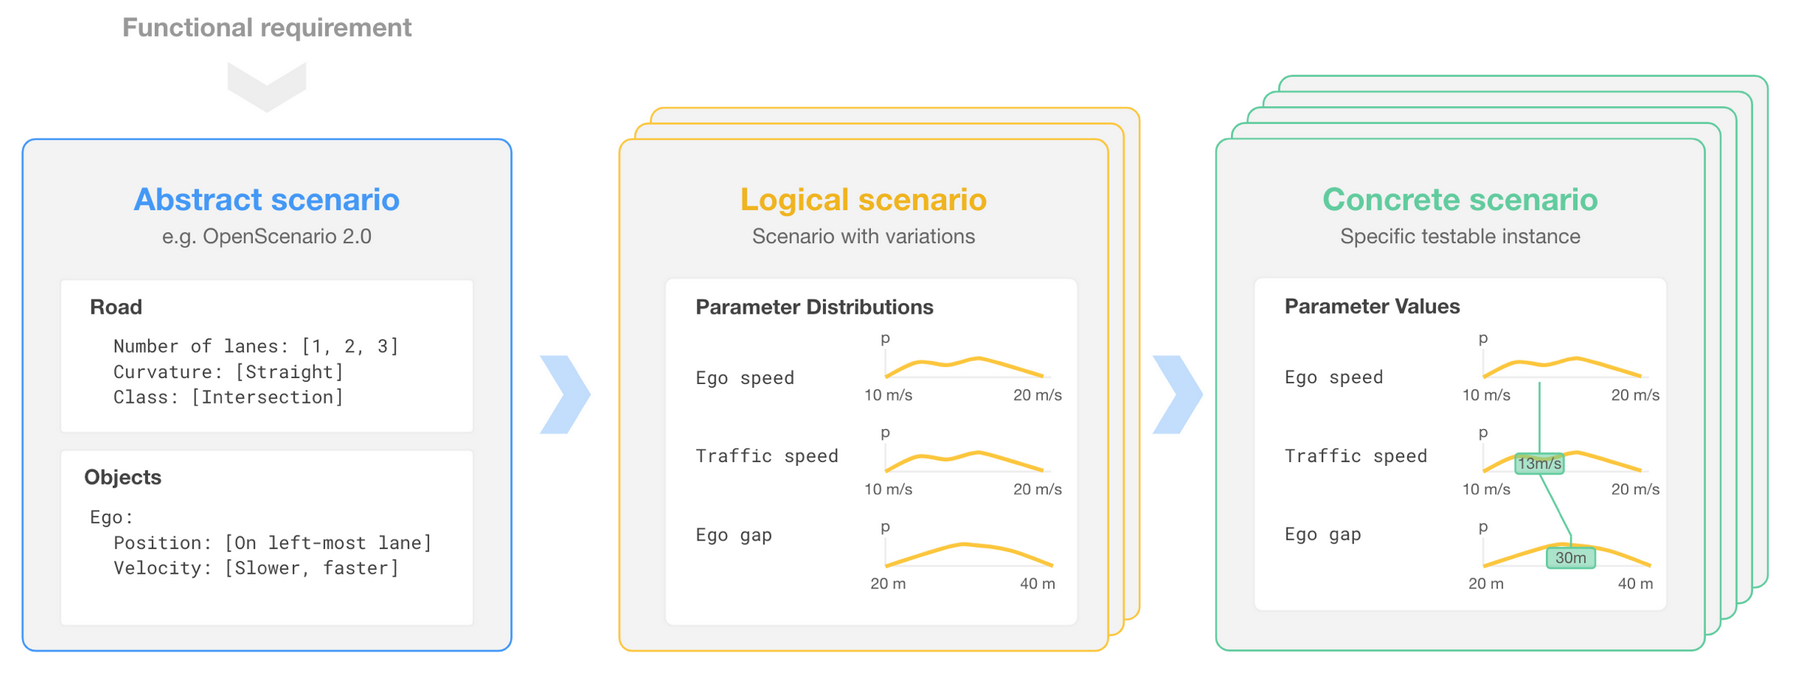 Functional requirement
Abstract scenario
e.g. OpenScenario 2.0
Road
Number of lanes: [1, 2, 3]
Curvature: [Straight]
Class: [Intersection]
Objects
Ego:
Position: [On left-most lane]
Velocity: [Slower, faster]
Logical scenario
Scenario with variations
Parameter Distributions
p
Ego speed
10 m/s 20 m/s
p
Traffic speed
10 m/s 20 m/s
p
Ego gap
20 m 40 m
Concrete scenario
Specific testable instance
Parameter Values
p
Ego speed
10 m/s 20 m/s
p
Traffic speed
13m/s
10 m/s 20 m/s
p
Ego gap
30m
20 m 40 m